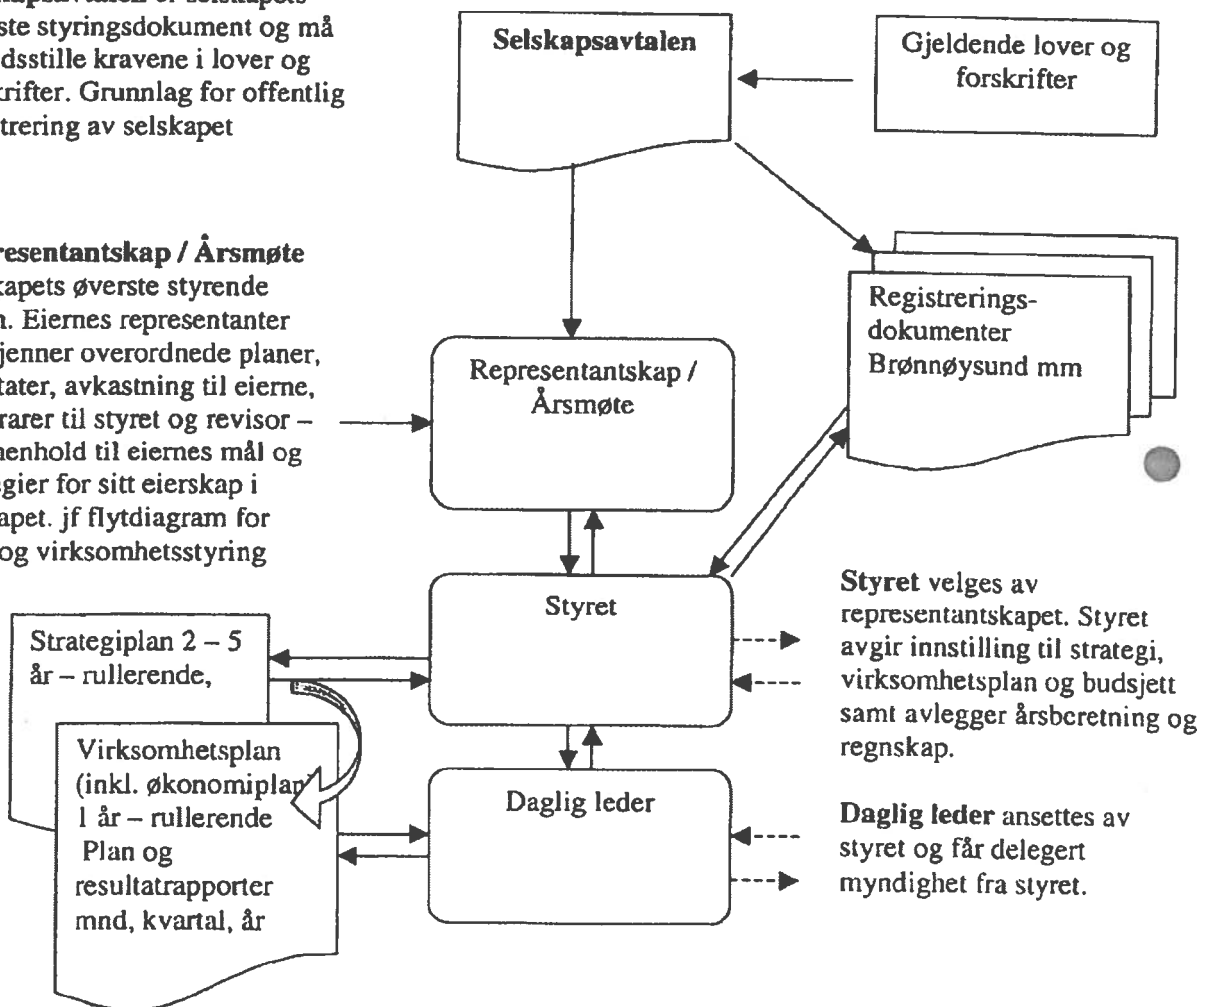 kapsavtalen er selskapets
ste styringsdokument og må
dsstille kravene i lover og
krifter. Grunnlag for offentlig
trering av selskapet
Selskapsavtalen
Gjeldende lover og
forskrifter
resentantskap / Årsmøte
kapets øverste styrende
n. Eiernes representanter
jenner overordnede planer,
tater, avkastning til eierne,
rarer til styret og revisor –
nenhold til eiernes mål og
egier for sitt eierskap i
kapet. jf flytdiagram for
og virksomhetsstyring
Representantskap /
Årsmøte
Registrerings-
dokumenter
Brønnøysund mm
Styret
Styret velges av
representantskapet. Styret
avgir innstilling til strategi,
virksomhetsplan og budsjett
samt avlegger årsberetning og
regnskap.
Strategiplan 2 – 5
år – rullerende,
Virksomhetsplan
(inkl. økonomiplan)
1 år – rullerende
Plan og
resultatrapporter
mnd, kvartal, år
Daglig leder
Daglig leder ansettes av
styret og får delegert
myndighet fra styret.